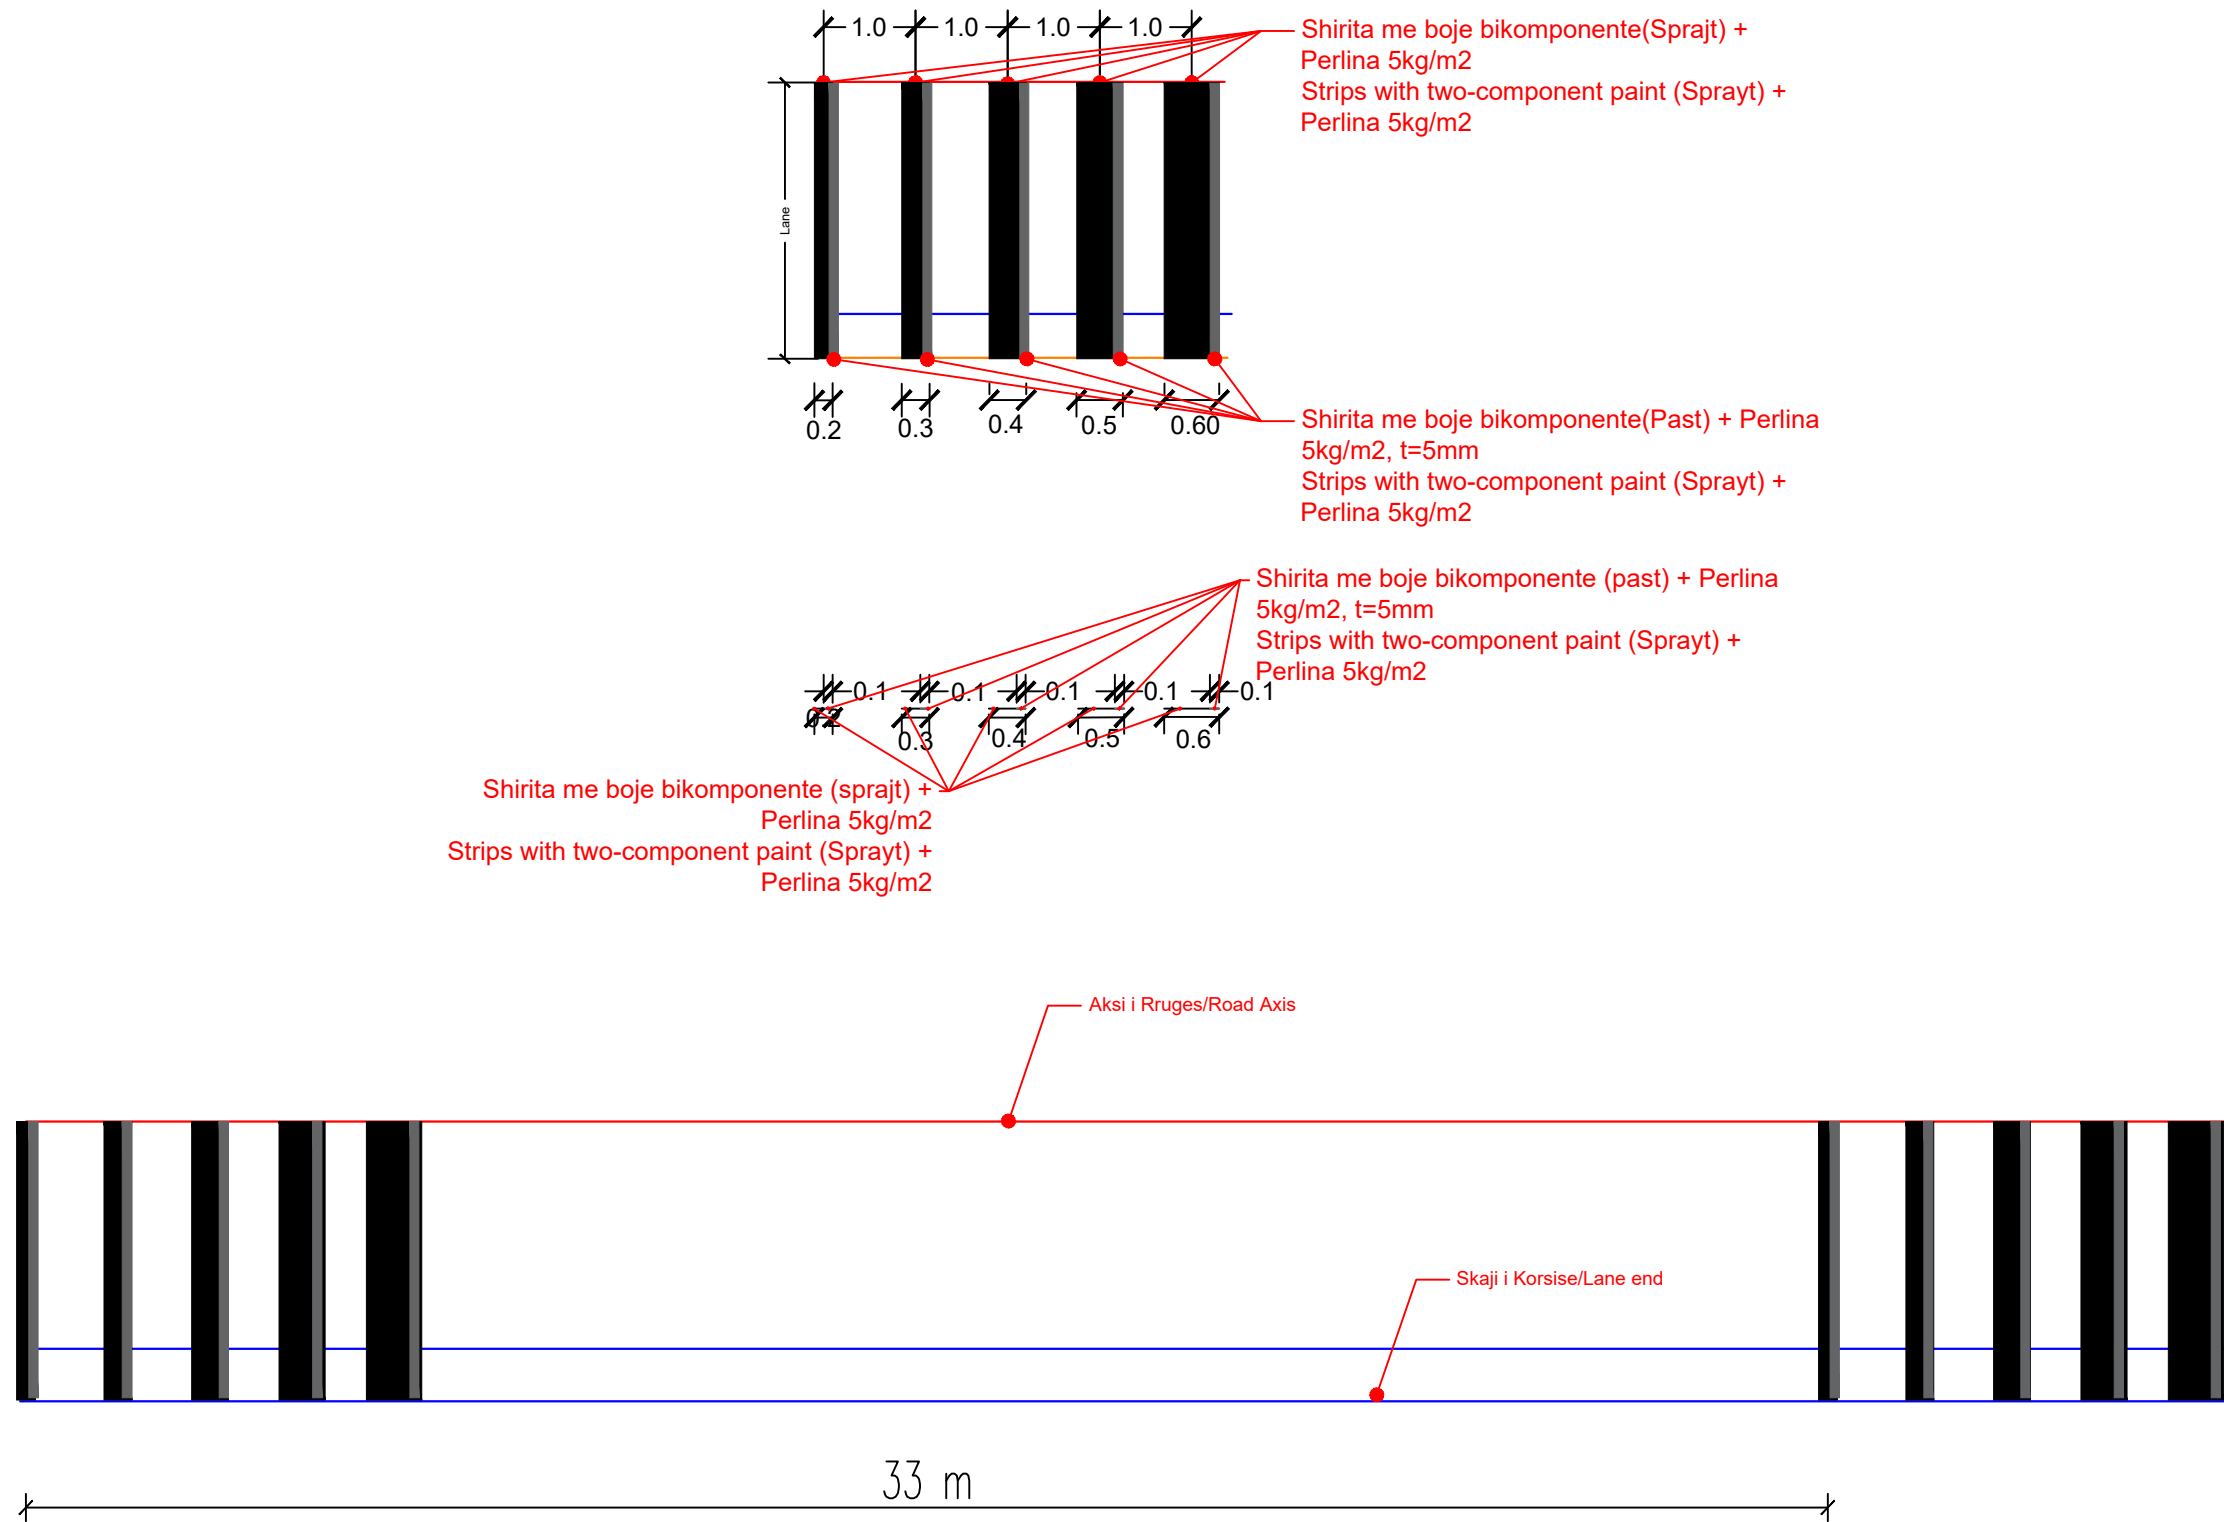 1.0 1.0 1.0 1.0
Shirita me boje bikomponente(Sprajt) +
Perlina 5kg/m2
Strips with two-component paint (Sprayt) +
Perlina 5kg/m2
Lane
0.2 0.3 0.4 0.5 0.60
Shirita me boje bikomponente(Past) + Perlina
5kg/m2, t=5mm
Strips with two-component paint (Sprayt) +
Perlina 5kg/m2
Shirita me boje bikomponente (past) + Perlina
5kg/m2, t=5mm
Strips with two-component paint (Sprayt) +
Perlina 5kg/m2
0.1 0.1 0.1 0.1 0.1
0.2 0.3 0.4 0.5 0.6
Shirita me boje bikomponente (sprajt) +
Perlina 5kg/m2
Strips with two-component paint (Sprayt) +
Perlina 5kg/m2
Aksi i Rruges/Road Axis
Skaji i Korsise/Lane end
33 m